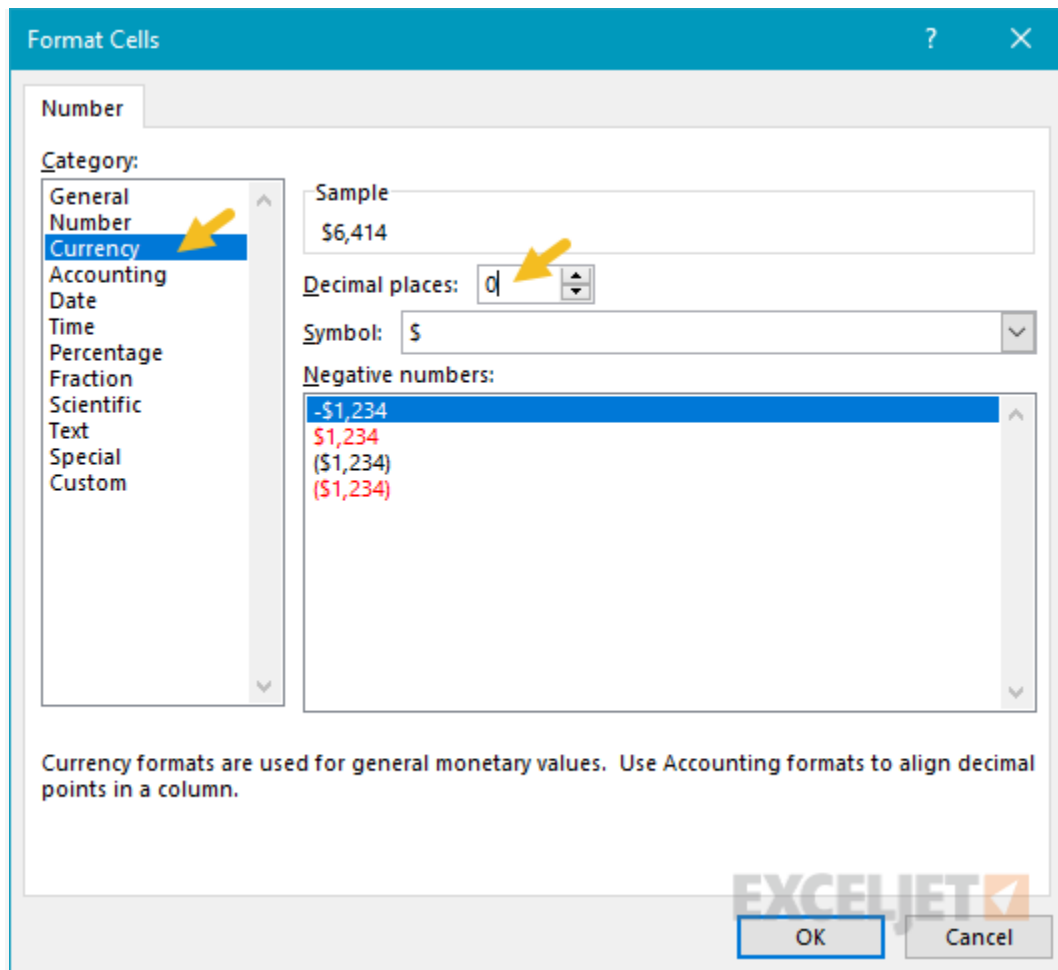 Format Cells
?
Number
Category:
General
Number
Currency
Accounting
Date
Time
Percentage
Fraction
Scientific
Text
Special
Custom
Sample
$6,414
Decimal places: 0
Symbol: $
Negative numbers:
-$1,234
$1,234
($1,234)
($1,234)
Currency formats are used for general monetary values.  Use Accounting formats to align decimal
points in a column.
EXCELJET
OK
Cancel